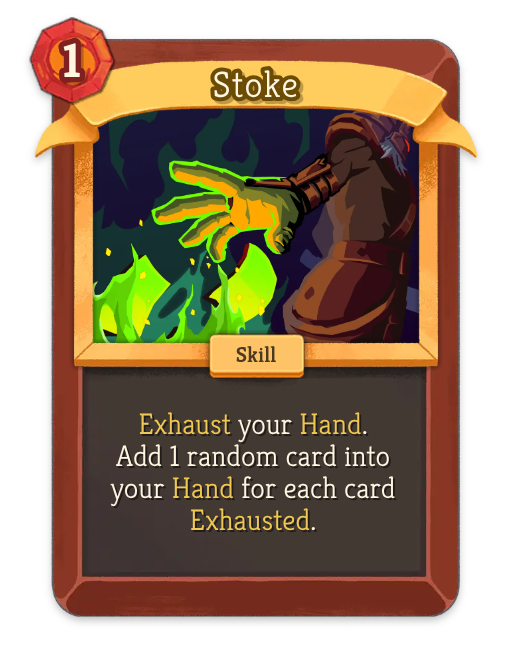 1
Stoke
Skill
Exhaust your Hand.
Add 1 random card into
your Hand for each card
Exhausted.